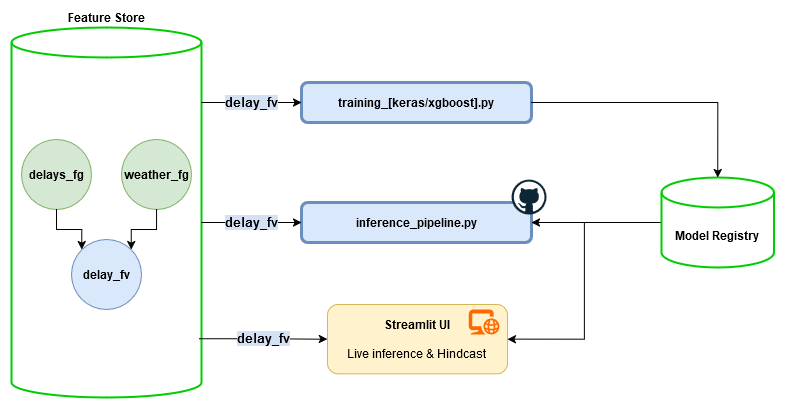 Feature Store
delay_fv
training_[keras/xgboost].py
delays_fg
weather_fg
delay_fv
inference_pipeline.py
Model Registry
delay_fv
delay_fv
Streamlit UI
Live inference & Hindcast